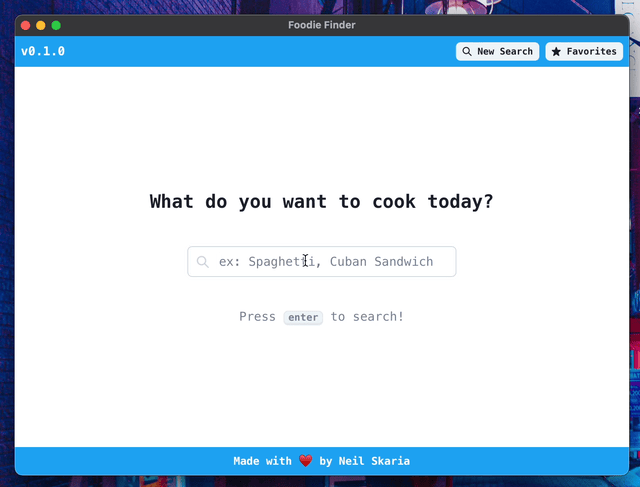 Foodie Finder
v0.1.0
New Search
Favorites
What do you want to cook today?
ex: Spaghetti, Cuban Sandwich
Press enter to search!
Made with ❤️ by Neil Skaria